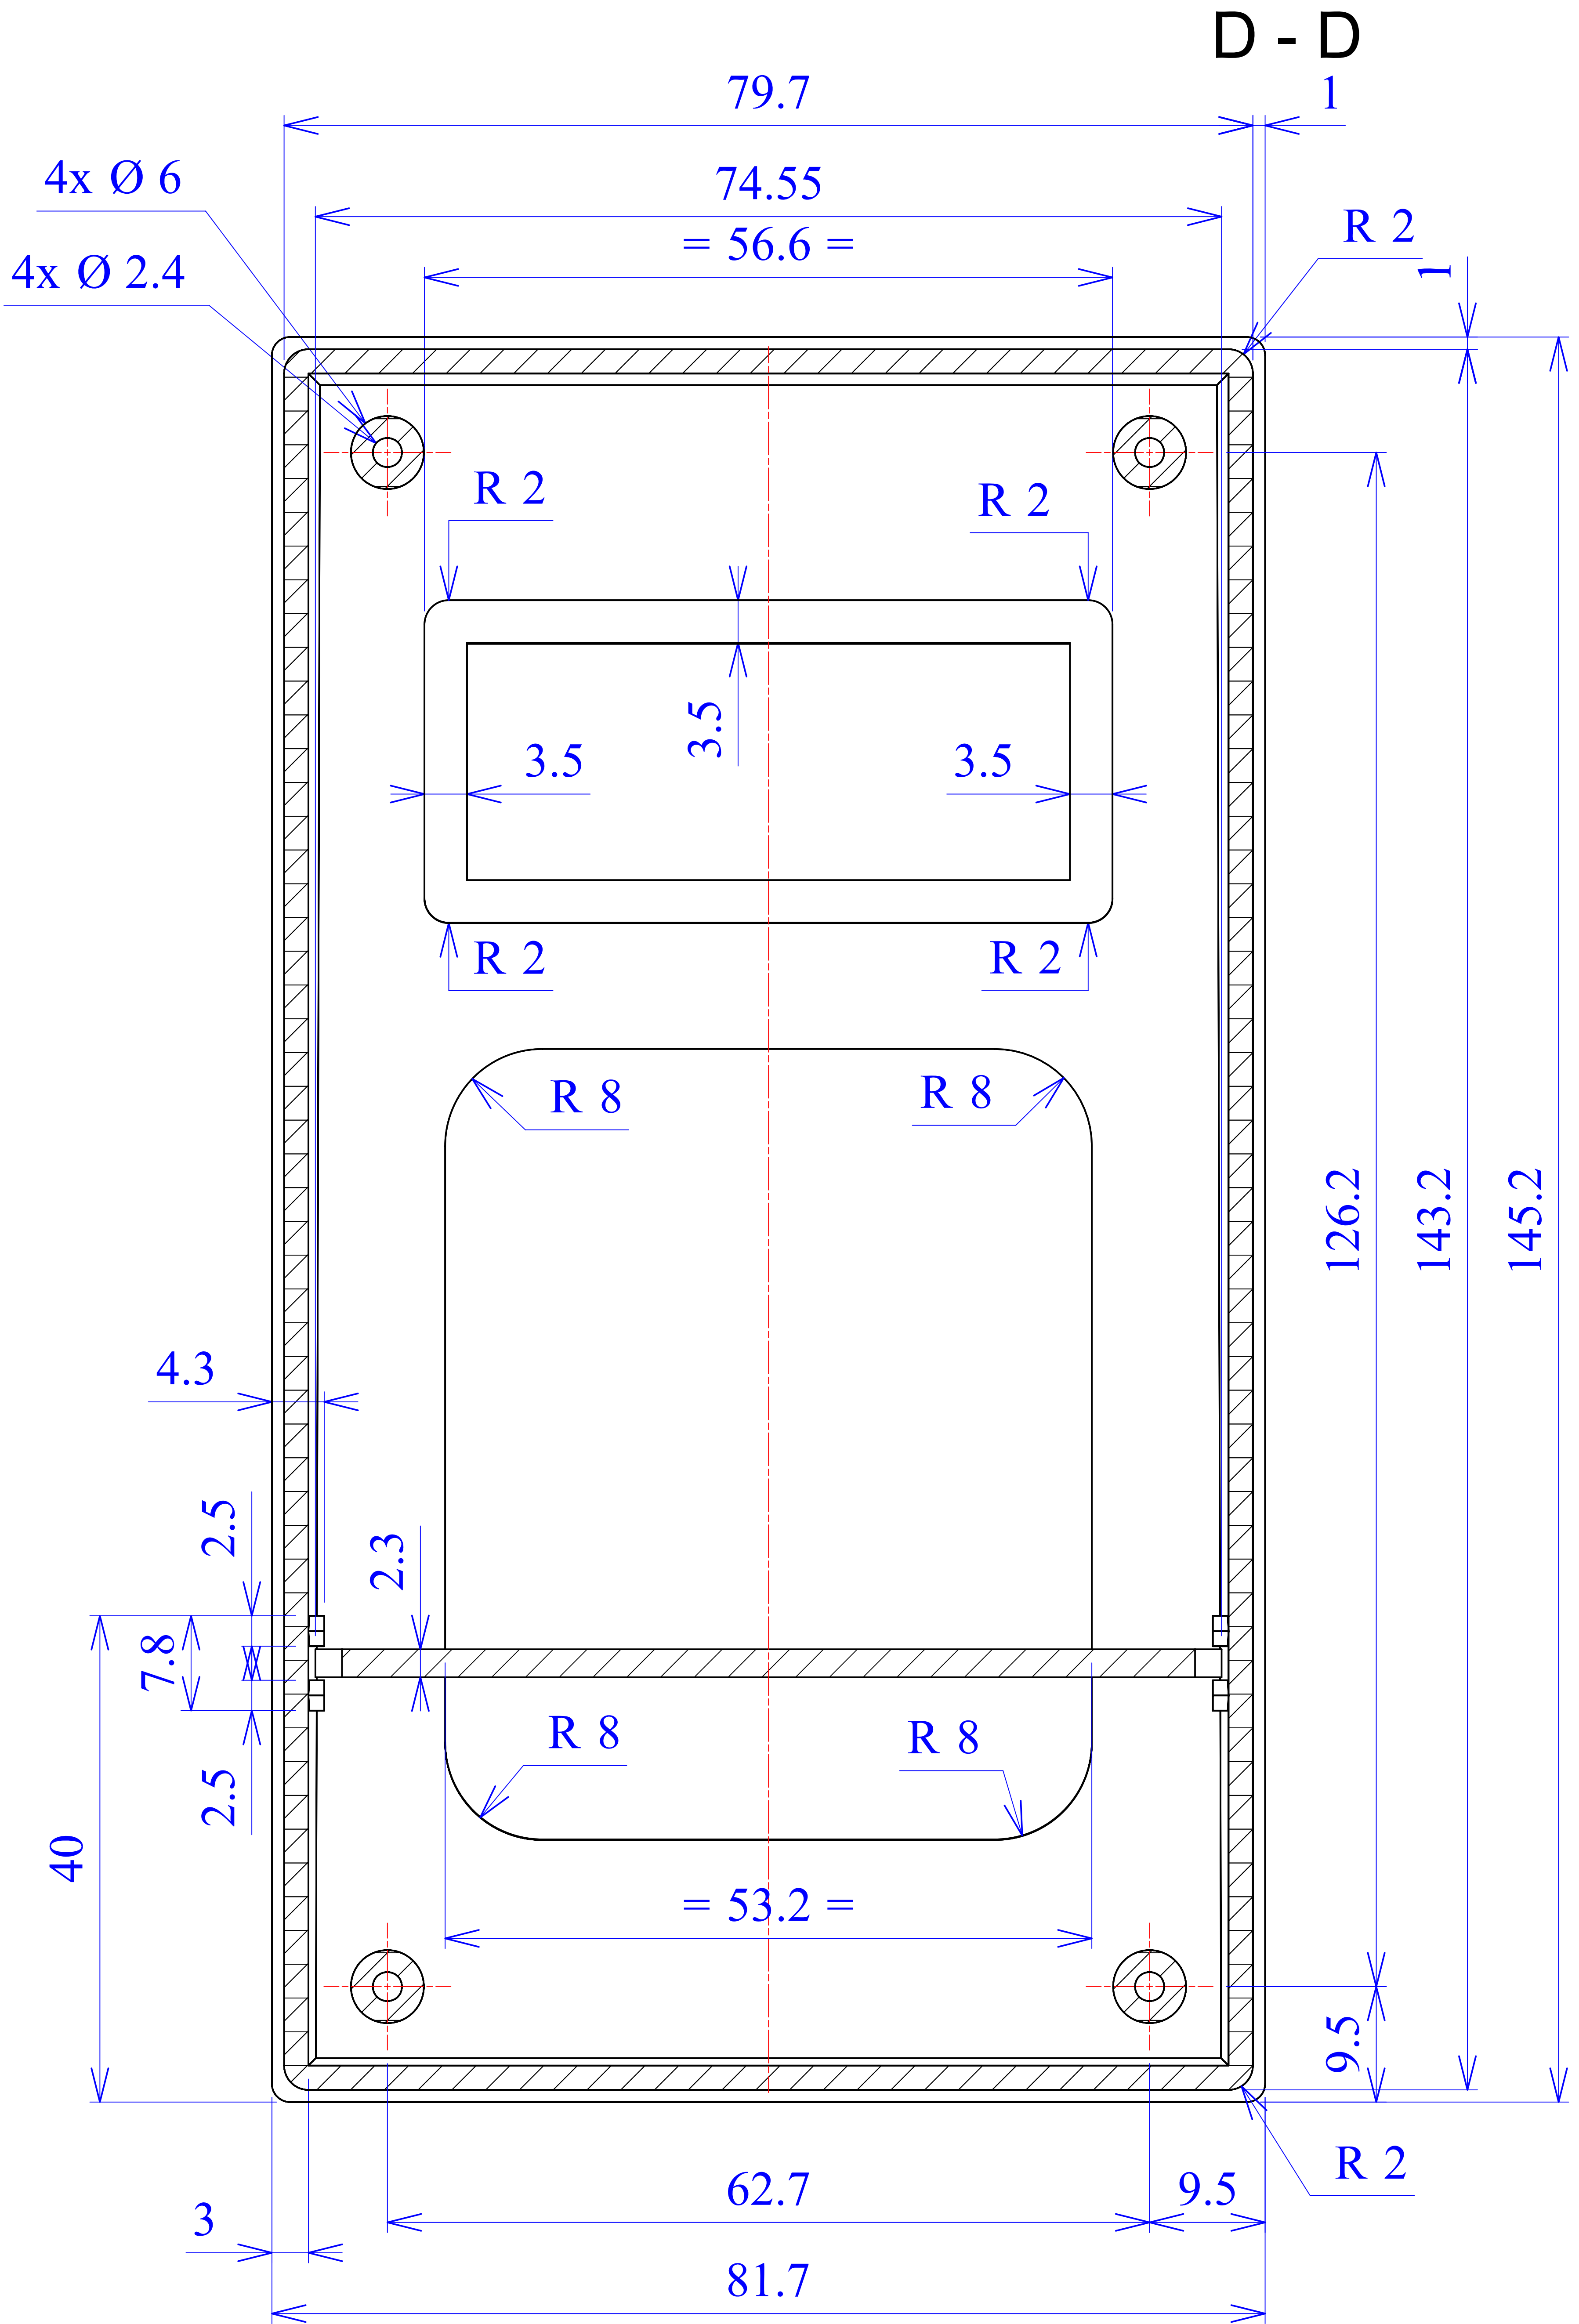 D - D
79.7
1
4x Ø 6
74.55
R 2
= 56.6 =
4x Ø 2.4
1
R 2
R 2
3.5
3.5
3.5
R 2
R 2
R 8
R 8
126.2
143.2
145.2
4.3
2.5
2.3
7.8
R 8
R 8
2.5
40
= 53.2 =
9.5
R 2
62.7
9.5
3
81.7